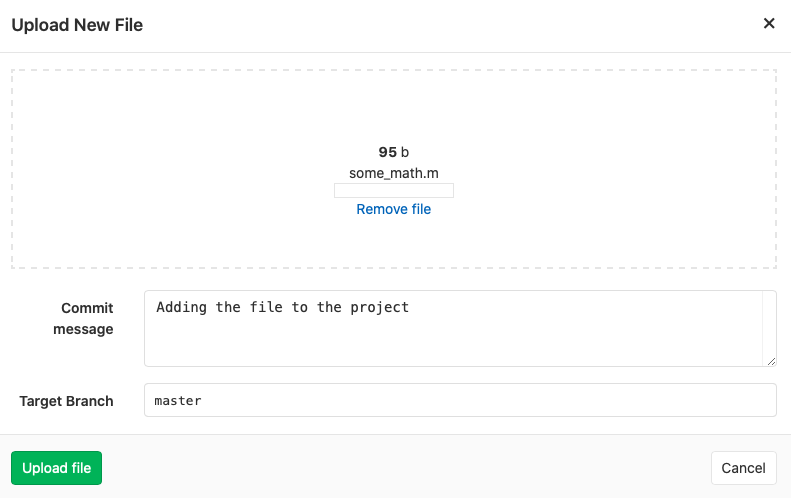 Upload New File
×
95 b
some_math.m
Remove file
Commit
message
Adding the file to the project
Target Branch
master
Upload file
Cancel